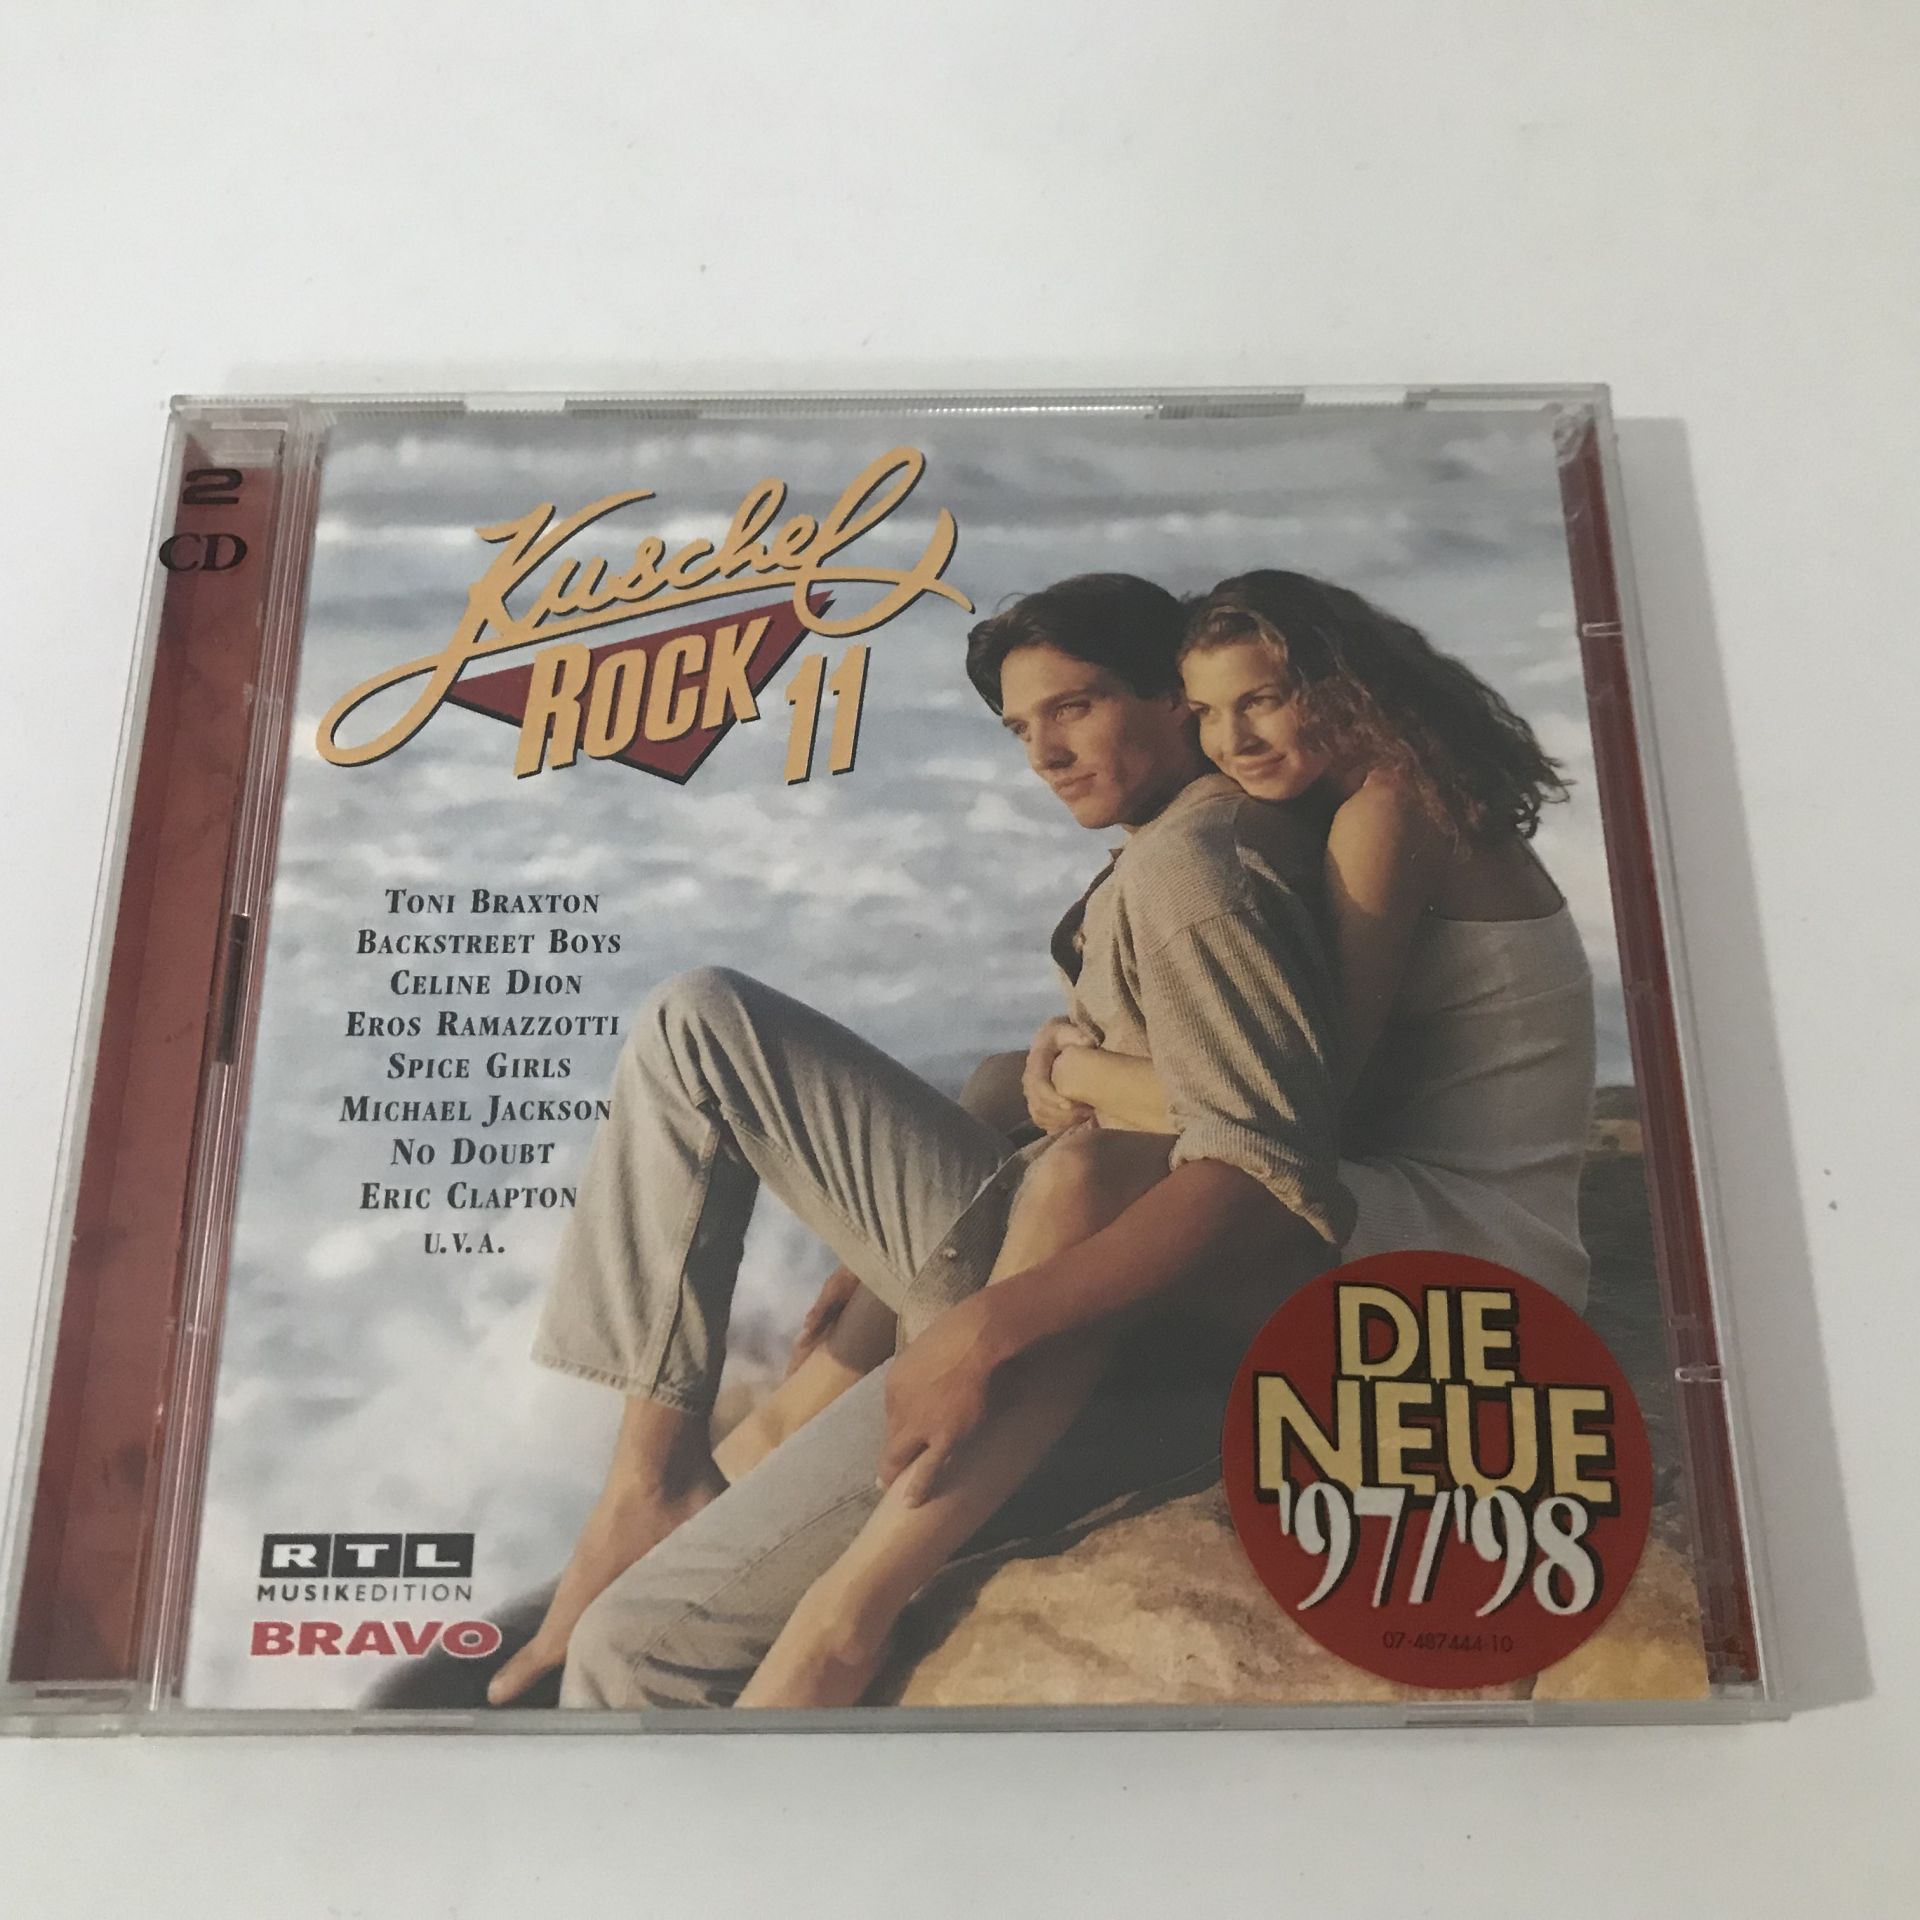 2
CD
Kuschel
ROCK 11
TONI BRAXTON
BACKSTREET BOYS
CELINE DION
EROS RAMAZZOTTI
SPICE GIRLS
MICHAEL JACKSON
NO DOUBT
ERIC CLAPTON
U.V.A.
RTL
MUSIKEDITION
BRAVO
DIE
NEUE
'97/'98
07-487444-10